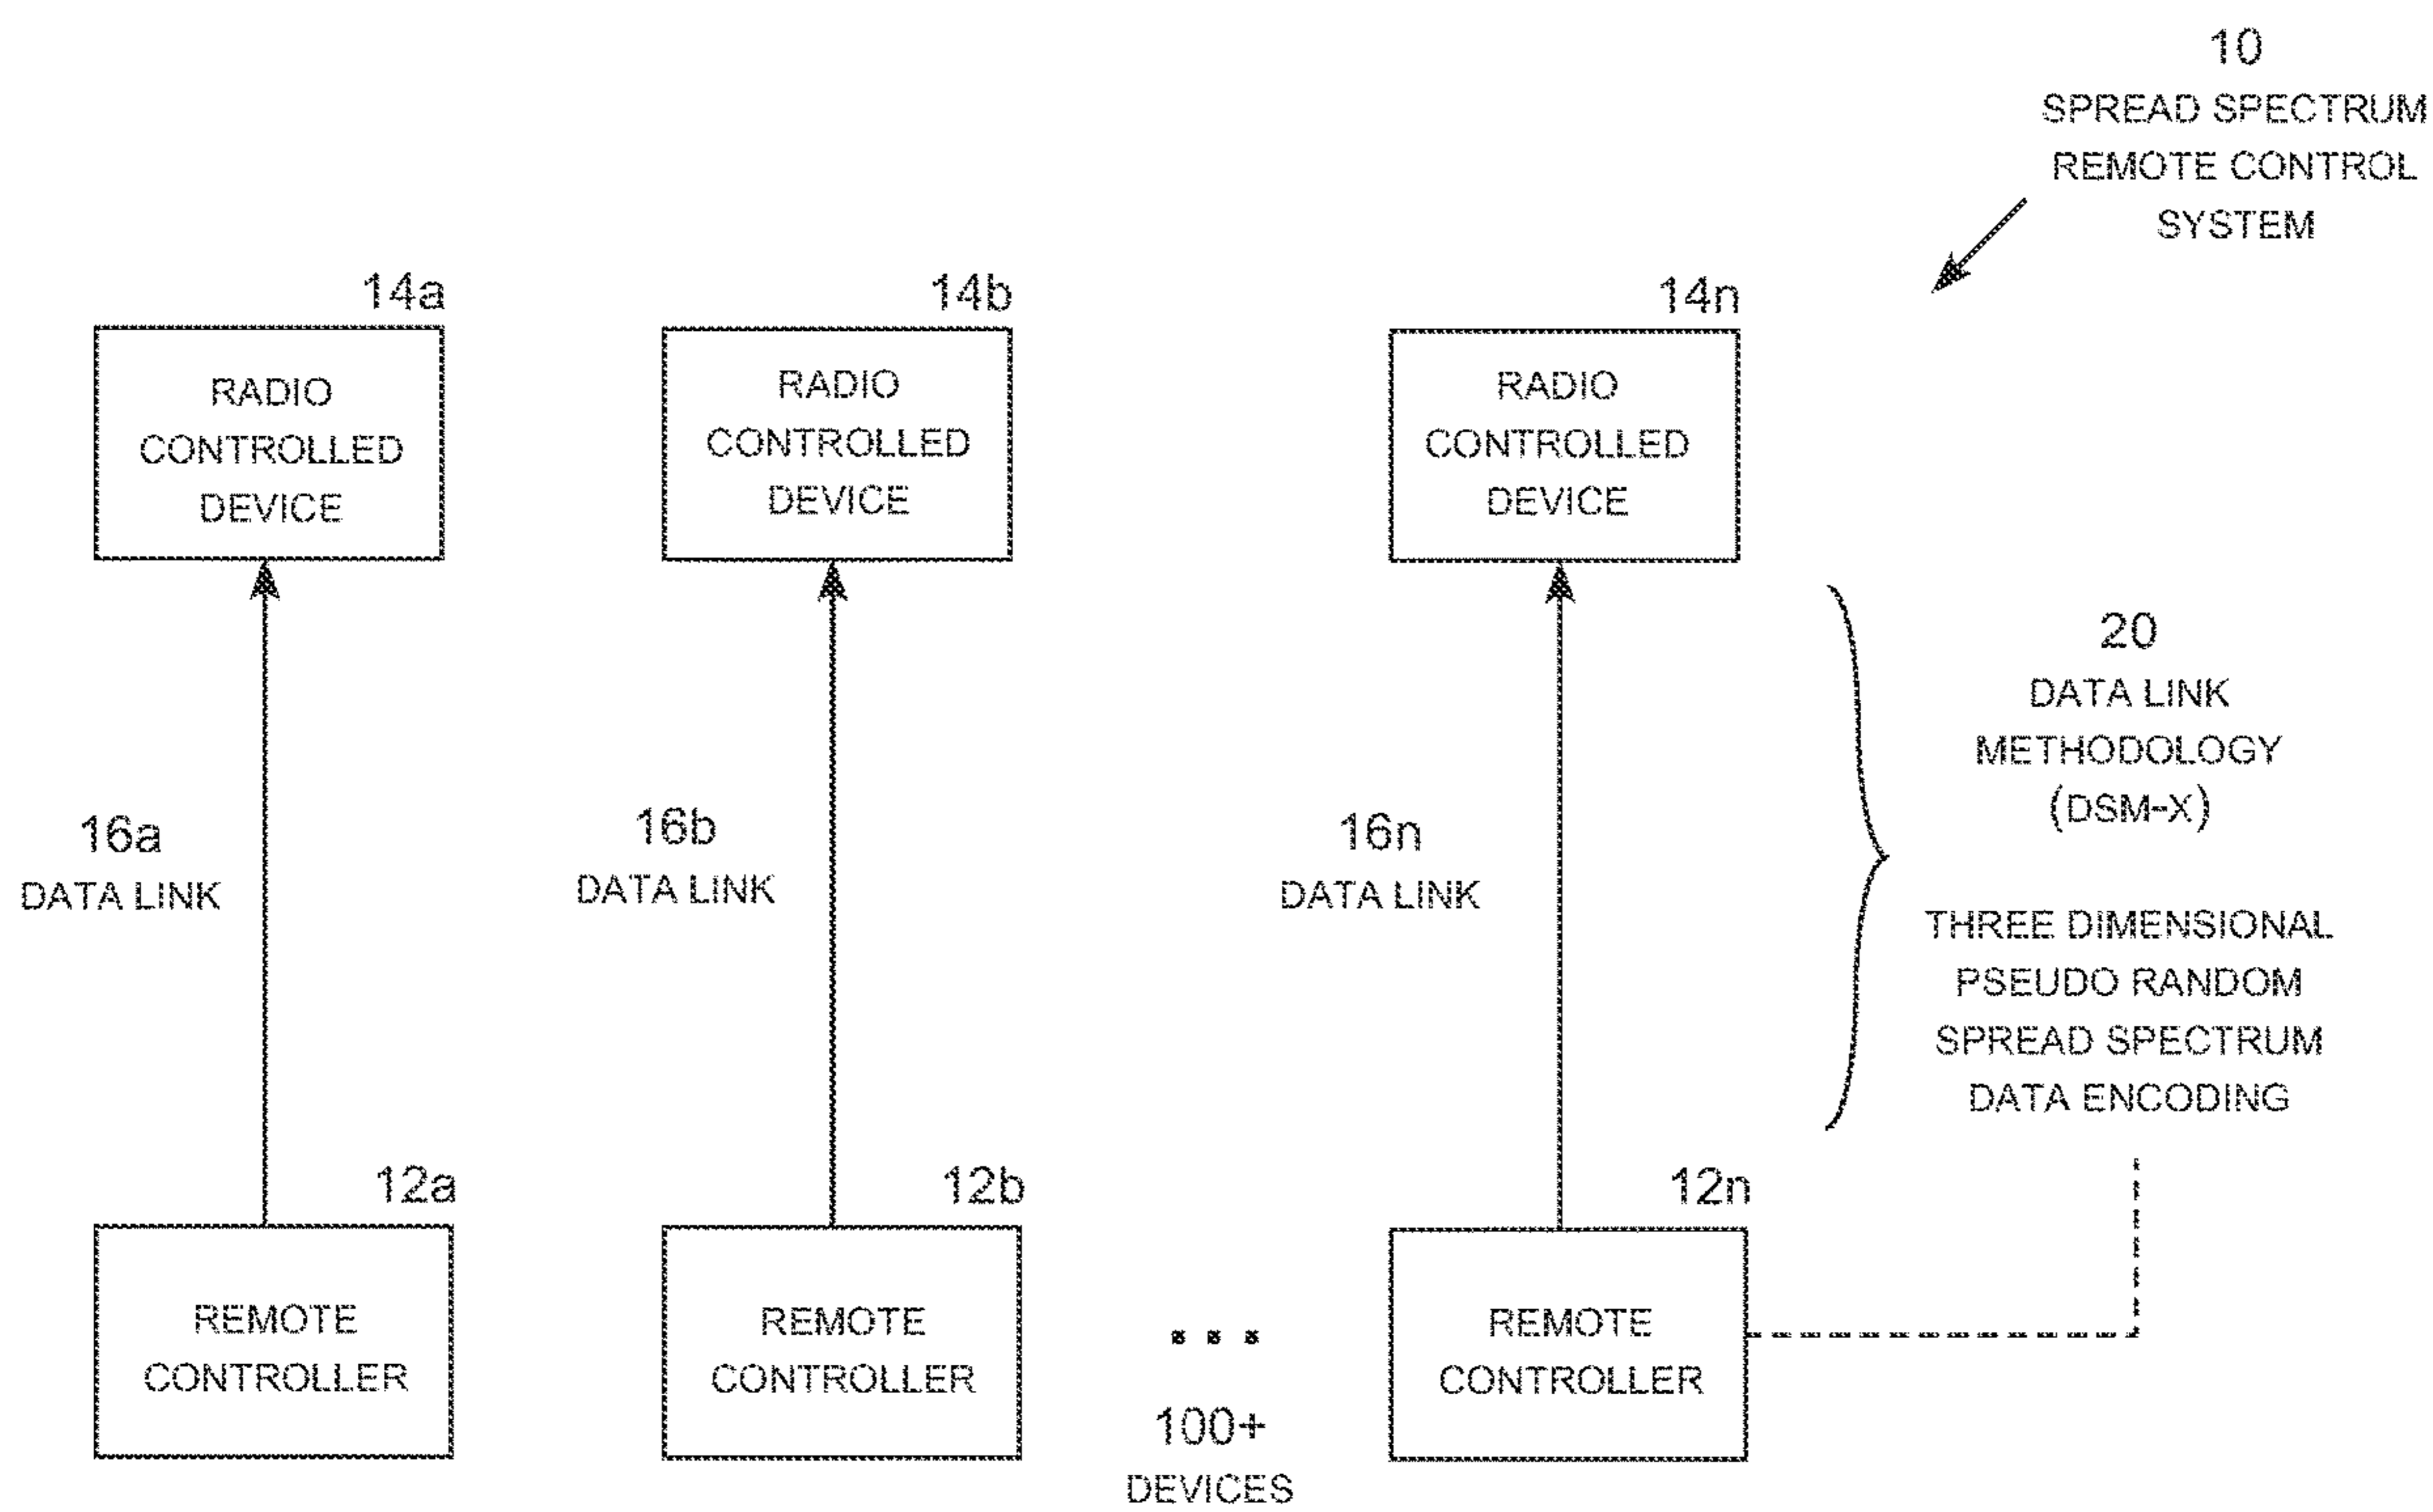 10
SPREAD SPECTRUM
REMOTE CONTROL
SYSTEM
14a
RADIO
CONTROLLED
DEVICE
14b
RADIO
CONTROLLED
DEVICE
14n
RADIO
CONTROLLED
DEVICE
16a
DATA LINK
16b
DATA LINK
16n
DATA LINK
20
DATA LINK
METHODOLOGY
(DSM-X)
THREE DIMENSIONAL
PSEUDO RANDOM
SPREAD SPECTRUM
DATA ENCODING
12a
REMOTE
CONTROLLER
12b
REMOTE
CONTROLLER
...
100+
DEVICES
12n
REMOTE
CONTROLLER